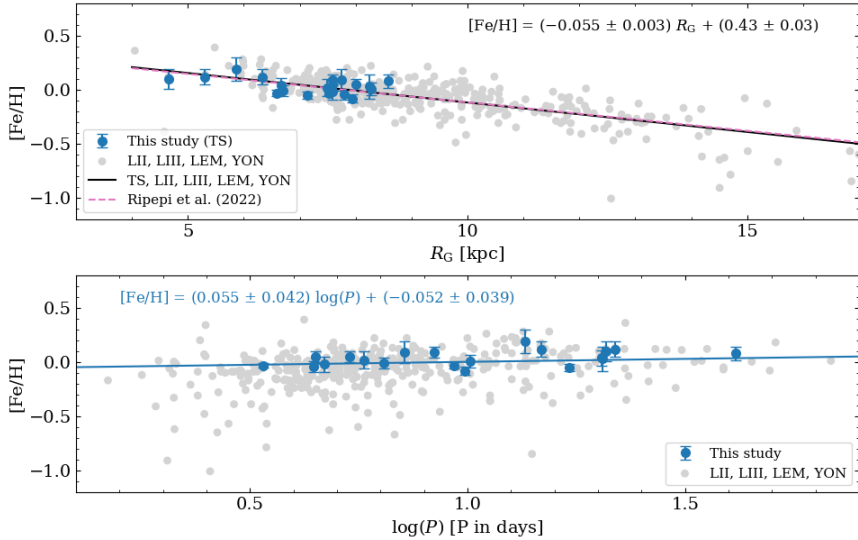 [Fe/H] = (−0.055 ± 0.003) R_G + (0.43 ± 0.03)
0.5
0.0
−0.5
−1.0
[Fe/H]
This study (TS)
LII, LIII, LEM, YON
TS, LII, LIII, LEM, YON
Ripepi et al. (2022)
5 10 15
R_G [kpc]
[Fe/H] = (0.055 ± 0.042) log(P) + (−0.052 ± 0.039)
0.5
0.0
−0.5
−1.0
[Fe/H]
This study
LII, LIII, LEM, YON
0.5 1.0 1.5
log(P) [P in days]